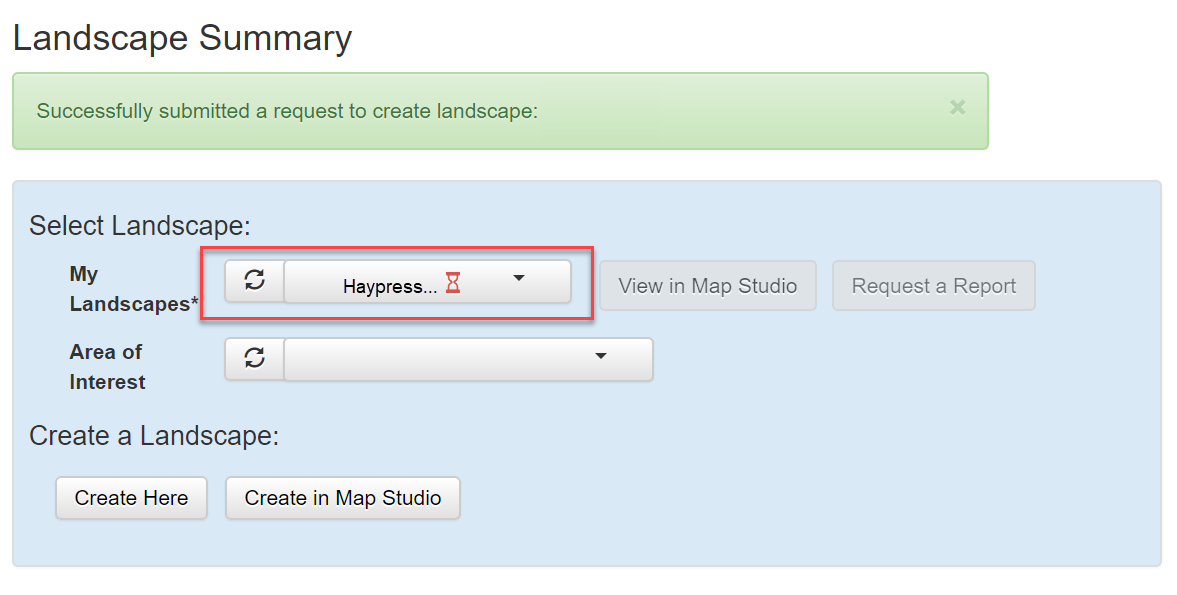 Landscape Summary
Successfully submitted a request to create landscape:
×
Select Landscape:
My
Landscapes*
Haypress...
View in Map Studio
Request a Report
Area of
Interest
Create a Landscape:
Create Here
Create in Map Studio